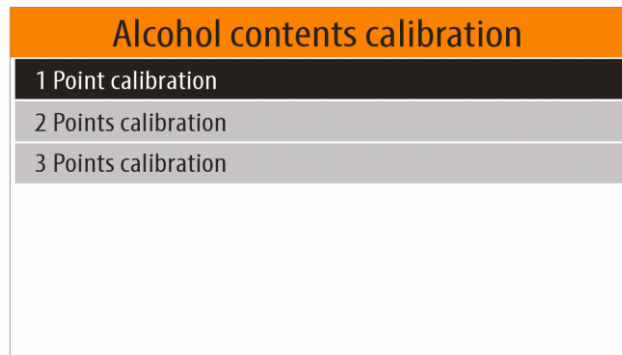 Alcohol contents calibration
1 Point calibration
2 Points calibration
3 Points calibration